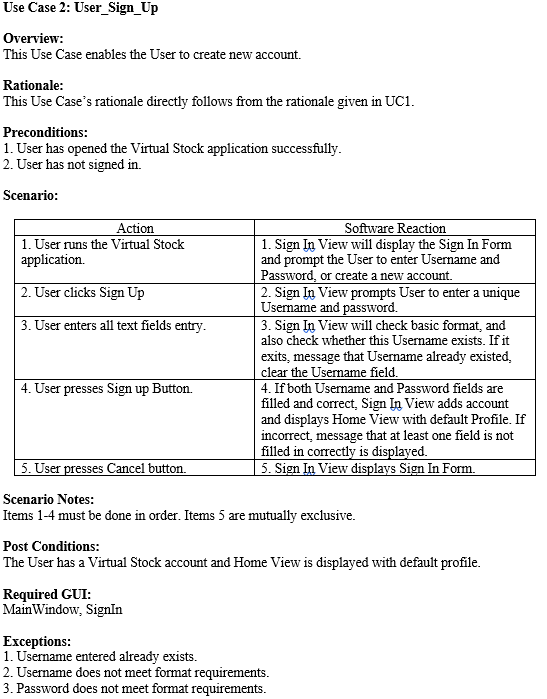 Use Case 2: User_Sign_Up
Overview:
This Use Case enables the User to create new account.
Rationale:
This Use Case's rationale directly follows from the rationale given in UC1.
Preconditions:
1. User has opened the Virtual Stock application successfully.
2. User has not signed in.
Scenario:
Action
Software Reaction
1. User runs the Virtual Stock
application.
1. Sign In View will display the Sign In Form
and prompt the User to enter Username and
Password, or create a new account.
2. User clicks Sign Up
2. Sign In View prompts User to enter a unique
Username and password.
3. User enters all text fields entry.
3. Sign In View will check basic format, and
also check whether this Username exists. If it
exits, message that Username already existed,
clear the Username field.
4. User presses Sign up Button.
4. If both Username and Password fields are
filled and correct, Sign In View adds account
and displays Home View with default Profile. If
incorrect, message that at least one field is not
filled in correctly is displayed.
5. User presses Cancel button.
5. Sign In View displays Sign In Form.
Scenario Notes:
Items 1-4 must be done in order. Items 5 are mutually exclusive.
Post Conditions:
The User has a Virtual Stock account and Home View is displayed with default profile.
Required GUI:
MainWindow, SignIn
Exceptions:
1. Username entered already exists.
2. Username does not meet format requirements.
3. Password does not meet format requirements.